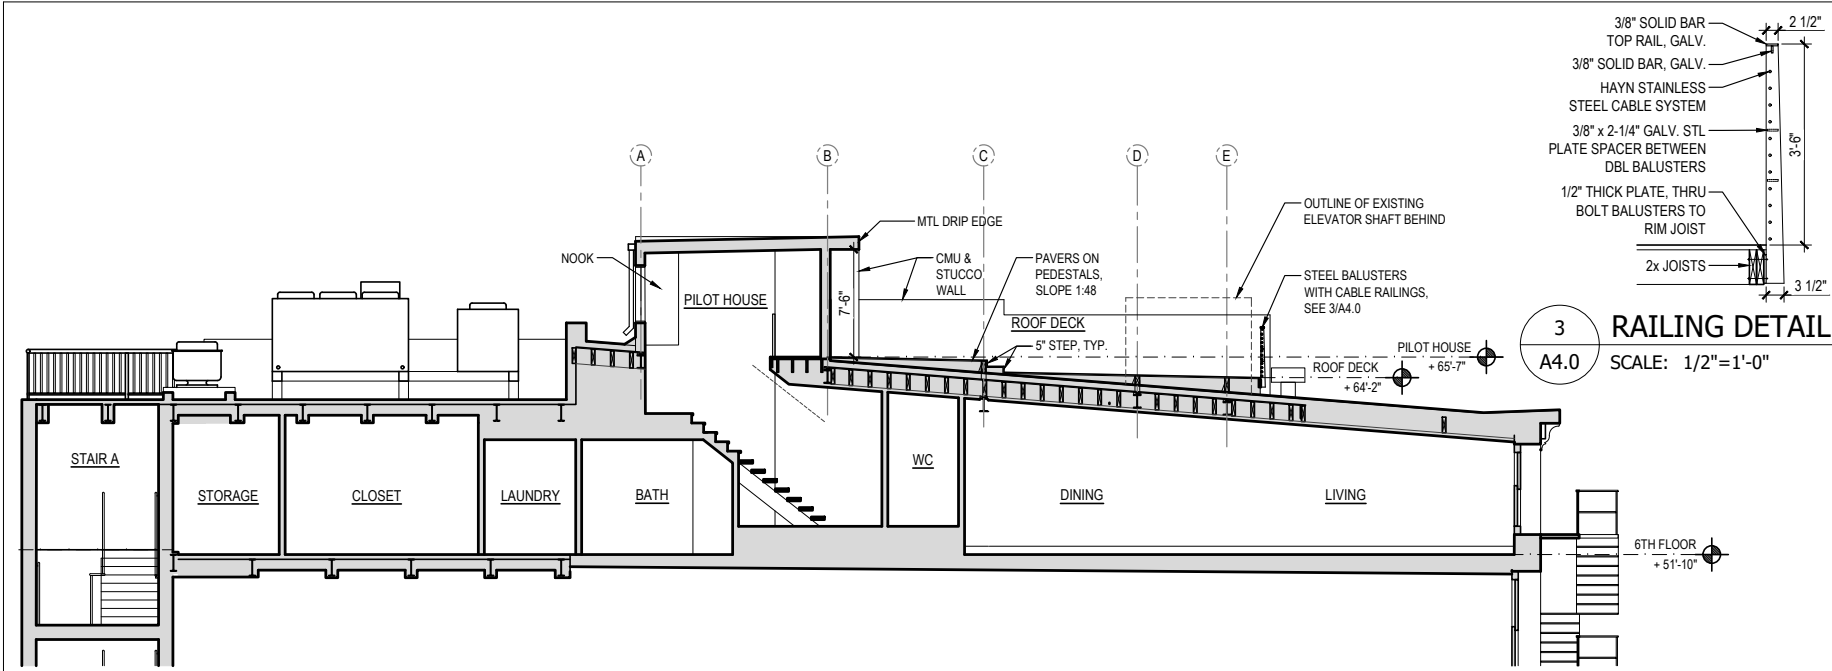 3/8" SOLID BAR
TOP RAIL, GALV.
3/8" SOLID BAR, GALV.
HAYN STAINLESS
STEEL CABLE SYSTEM
3/8" x 2-1/4" GALV. STL
PLATE SPACER BETWEEN
DBL BALUSTERS
1/2" THICK PLATE, THRU
BOLT BALUSTERS TO
RIM JOIST
2x JOISTS
2 1/2"
3'-6"
3 1/2"
3
A4.0
RAILING DETAIL
SCALE: 1/2"=1'-0"
A
B
C
D
E
MTL DRIP EDGE
NOOK
CMU &
STUCCO
WALL
PAVERS ON
PEDESTALS,
SLOPE 1:48
OUTLINE OF EXISTING
ELEVATOR SHAFT BEHIND
STEEL BALUSTERS
WITH CABLE RAILINGS,
SEE 3/A4.0
PILOT HOUSE
7'-6"
ROOF DECK
5" STEP, TYP.
PILOT HOUSE
+ 65'-7"
ROOF DECK
+ 64'-2"
STAIR A
STORAGE
CLOSET
LAUNDRY
BATH
WC
DINING
LIVING
6TH FLOOR
+ 51'-10"